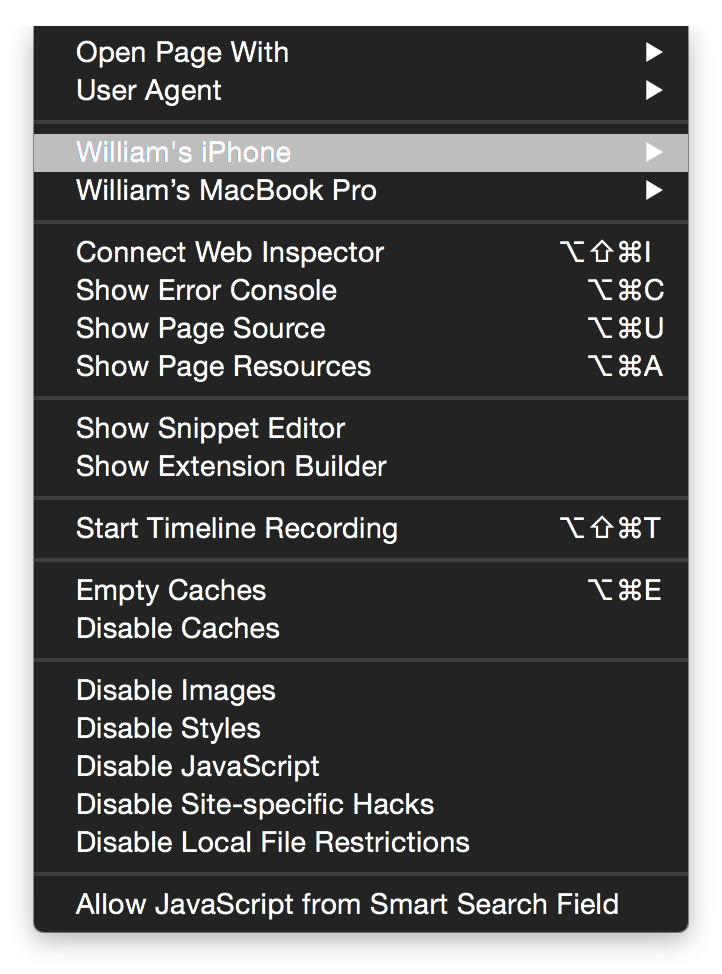 Open Page With ▶
User Agent ▶
William's iPhone ▶
William’s MacBook Pro ▶
Connect Web Inspector ⌥⇧⌘I
Show Error Console ⌥⌘C
Show Page Source ⌥⌘U
Show Page Resources ⌥⌘A
Show Snippet Editor
Show Extension Builder
Start Timeline Recording ⌥⇧⌘T
Empty Caches ⌥⌘E
Disable Caches
Disable Images
Disable Styles
Disable JavaScript
Disable Site-specific Hacks
Disable Local File Restrictions
Allow JavaScript from Smart Search Field